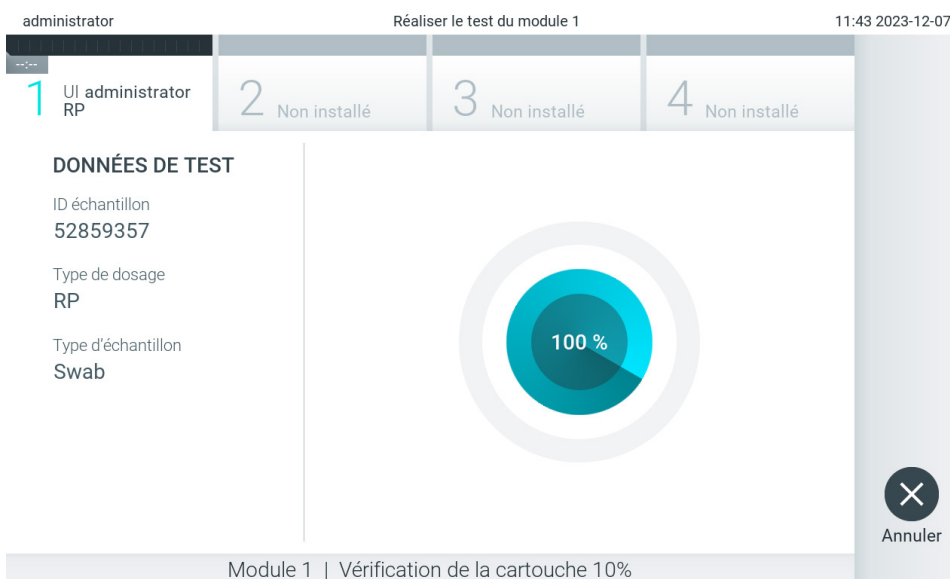 administrator
Réaliser le test du module 1
11:43 2023-12-07
--:--
1 UI administrator
RP
2 Non installé
3 Non installé
4 Non installé
DONNÉES DE TEST
ID échantillon
52859357
Type de dosage
RP
Type d'échantillon
Swab
100 %
Annuler
Module 1 | Vérification de la cartouche 10%